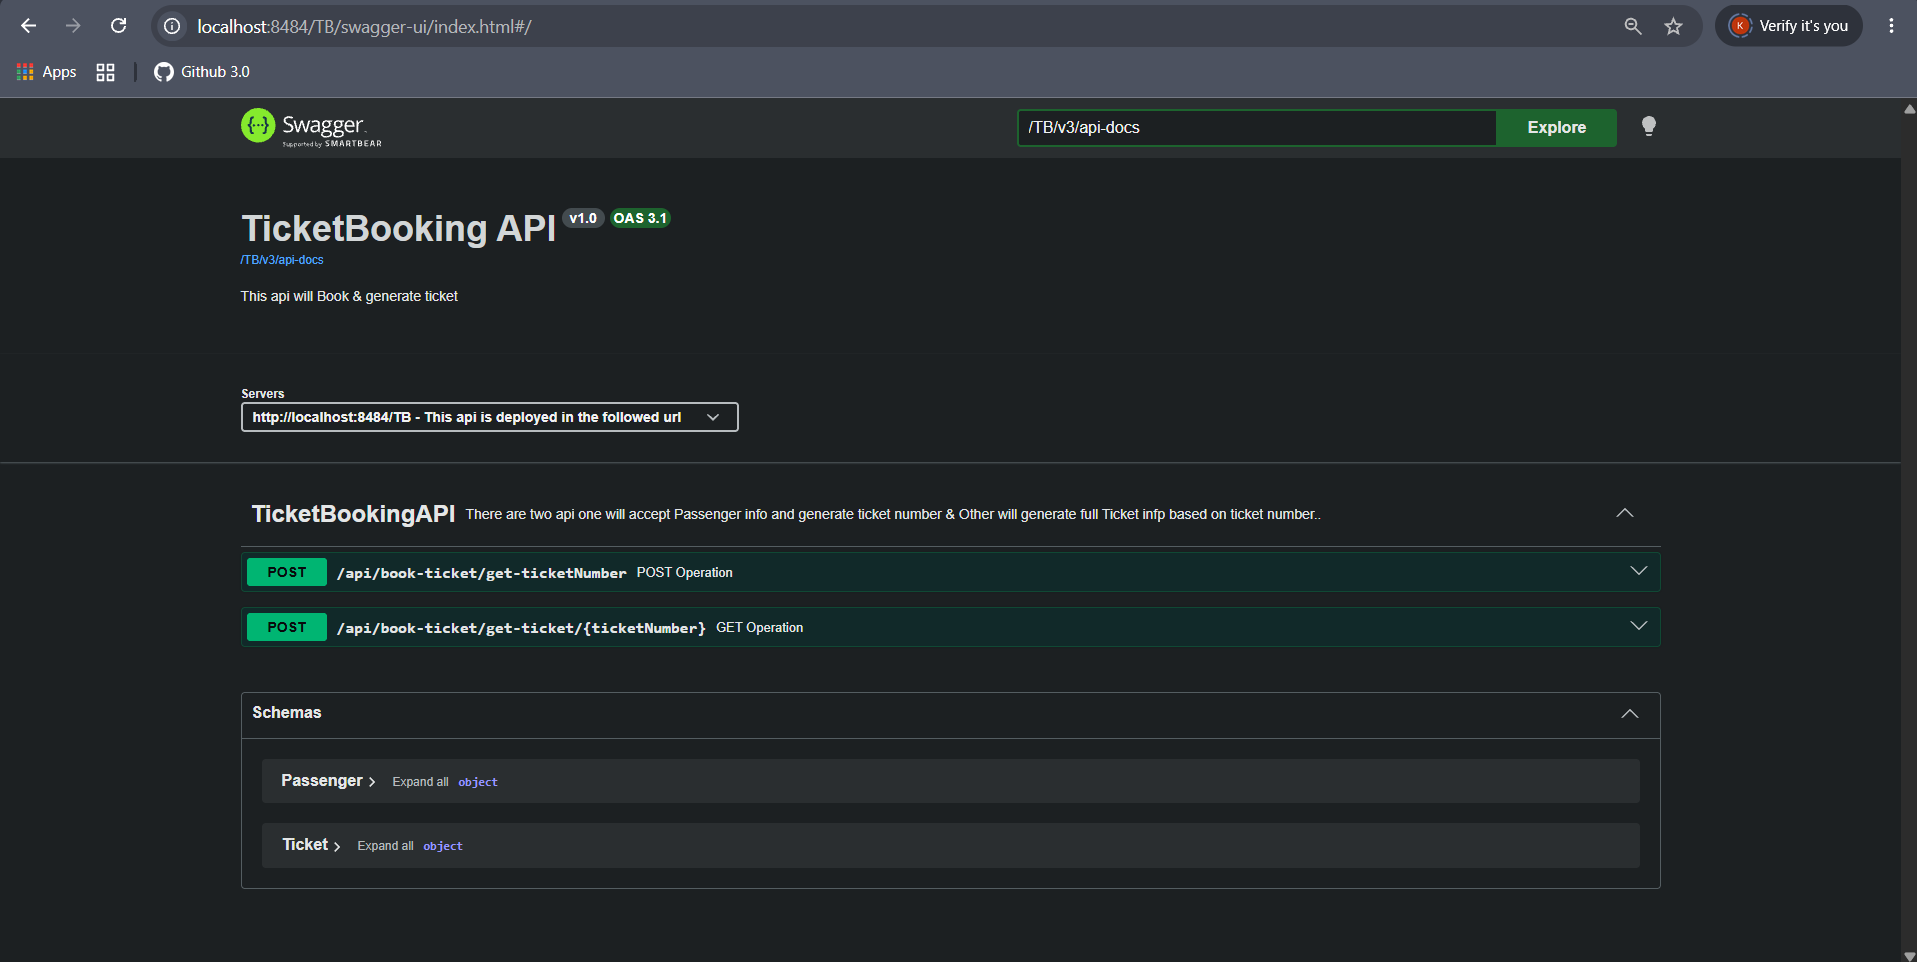 localhost:8484/TB/swagger-ui/index.html#/
K
Verify it's you
Apps
Github 3.0
Swagger
Supported by SMARTBEAR
/TB/v3/api-docs
Explore
TicketBooking API v1.0 OAS 3.1
/TB/v3/api-docs
This api will Book & generate ticket
Servers
http://localhost:8484/TB - This api is deployed in the followed url
TicketBookingAPI There are two api one will accept Passenger info and generate ticket number & Other will generate full Ticket infp based on ticket number..
POST /api/book-ticket/get-ticketNumber POST Operation
POST /api/book-ticket/get-ticket/{ticketNumber} GET Operation
Schemas
Passenger Expand all object
Ticket Expand all object